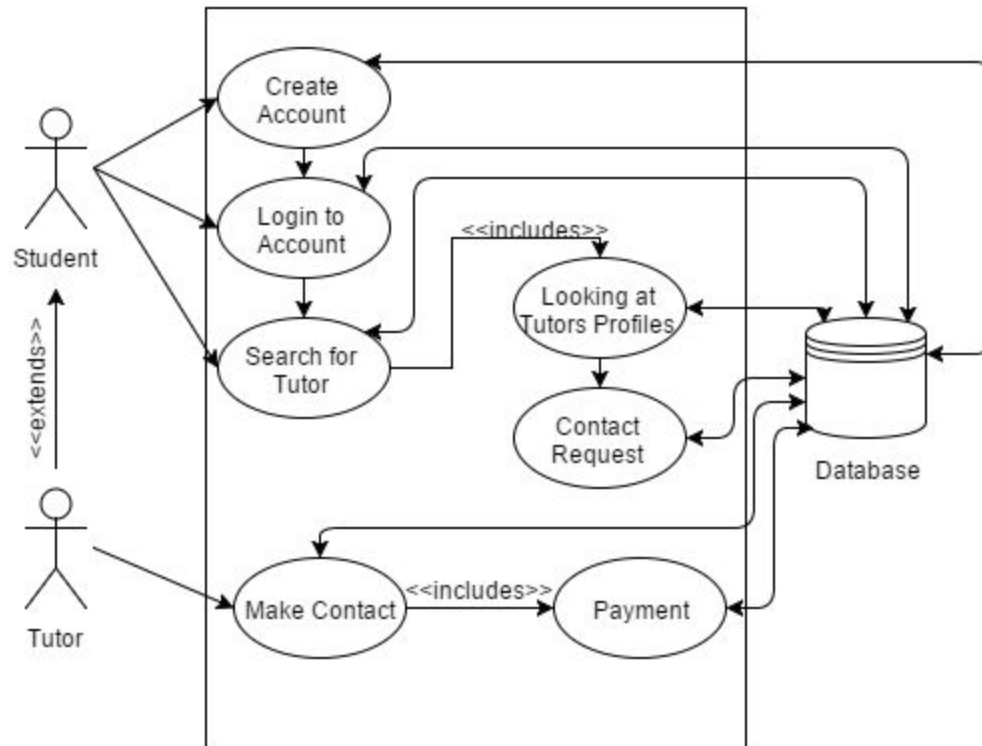 Create
Account
Student
Login to
Account
<<includes>>
Looking at
Tutors Profiles
<<extends>>
Search for
Tutor
Contact
Request
Database
Tutor
Make Contact
<<includes>>
Payment